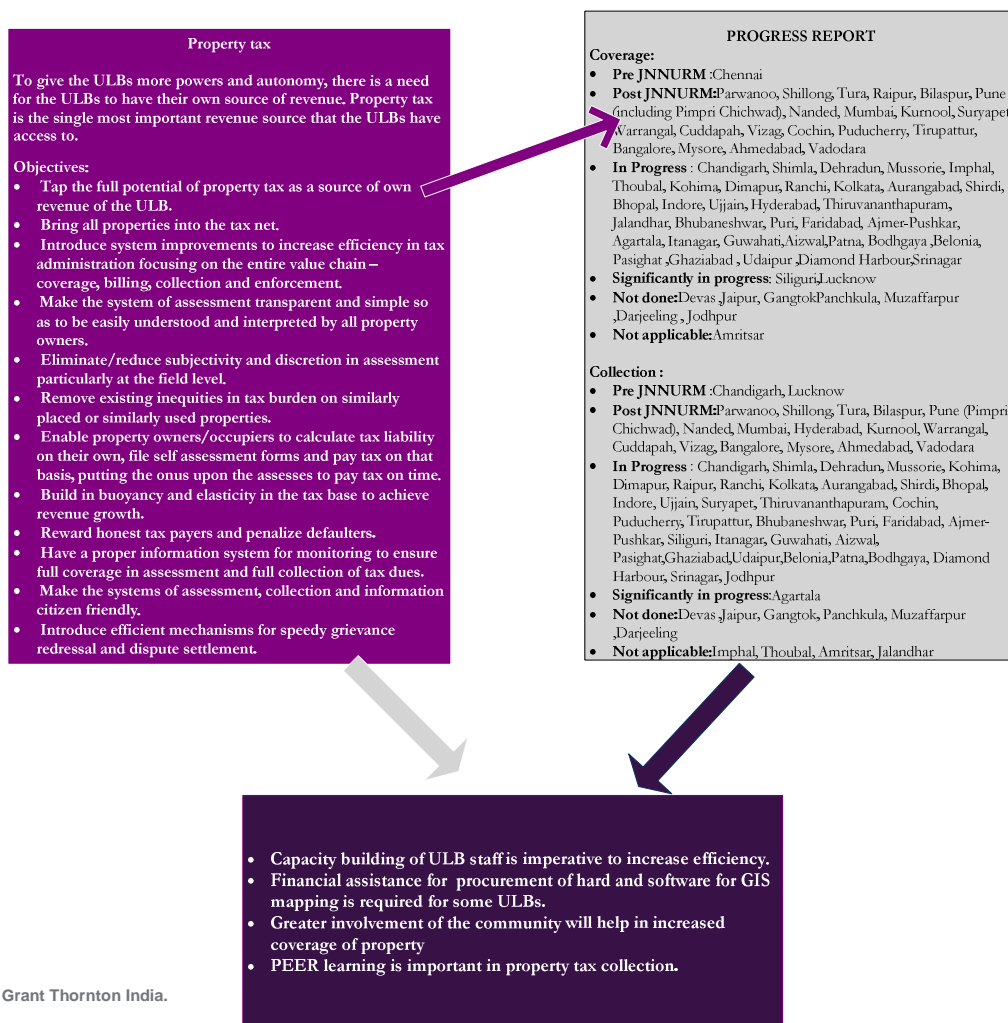 Property tax
To give the ULBs more powers and autonomy, there is a need
for the ULBs to have their own source of revenue. Property tax
is the single most important revenue source that the ULBs have
access to.
Objectives:
• Tap the full potential of property tax as a source of own
revenue of the ULB.
• Bring all properties into the tax net.
• Introduce system improvements to increase efficiency in tax
administration focusing on the entire value chain –
coverage, billing, collection and enforcement.
• Make the system of assessment transparent and simple so
as to be easily understood and interpreted by all property
owners.
• Eliminate/reduce subjectivity and discretion in assessment
particularly at the field level.
• Remove existing inequities in tax burden on similarly
placed or similarly used properties.
• Enable property owners/occupiers to calculate tax liability
on their own, file self assessment forms and pay tax on that
basis, putting the onus upon the assesses to pay tax on time.
• Build in buoyancy and elasticity in the tax base to achieve
revenue growth.
• Reward honest tax payers and penalize defaulters.
• Have a proper information system for monitoring to ensure
full coverage in assessment and full collection of tax dues.
• Make the systems of assessment, collection and information
citizen friendly.
• Introduce efficient mechanisms for speedy grievance
redressal and dispute settlement.
PROGRESS REPORT
Coverage:
• Pre JNNURM :Chennai
• Post JNNURM:Parwanoo, Shillong, Tura, Raipur, Bilaspur, Pune
(including Pimpri Chichwad), Nanded, Mumbai, Kurnool, Suryapet
Warrangal, Cuddapah, Vizag, Cochin, Puducherry, Tirupattur,
Bangalore, Mysore, Ahmedabad, Vadodara
• In Progress : Chandigarh, Shimla, Dehradun, Mussorie, Imphal,
Thoubal, Kohima, Dimapur, Ranchi, Kolkata, Aurangabad, Shirdi,
Bhopal, Indore, Ujjain, Hyderabad, Thiruvananthapuram,
Jalandhar, Bhubaneshwar, Puri, Faridabad, Ajmer-Pushkar,
Agartala, Itanagar, Guwahati,Aizwal,Patna, Bodhgaya ,Belonia,
Pasighat ,Ghaziabad , Udaipur ,Diamond Harbour,Srinagar
• Significantly in progress: Siliguri,Lucknow
• Not done:Devas ,Jaipur, GangtokPanchkula, Muzaffarpur
,Darjeeling , Jodhpur
• Not applicable:Amritsar
Collection :
• Pre JNNURM :Chandigarh, Lucknow
• Post JNNURM:Parwanoo, Shillong, Tura, Bilaspur, Pune (Pimpri
Chichwad), Nanded, Mumbai, Hyderabad, Kurnool, Warrangal,
Cuddapah, Vizag, Bangalore, Mysore, Ahmedabad, Vadodara
• In Progress : Chandigarh, Shimla, Dehradun, Mussorie, Kohima,
Dimapur, Raipur, Ranchi, Kolkata, Aurangabad, Shirdi, Bhopal,
Indore, Ujjain, Suryapet, Thiruvananthapuram, Cochin,
Puducherry, Tirupattur, Bhubaneshwar, Puri, Faridabad, Ajmer-
Pushkar, Siliguri, Itanagar, Guwahati, Aizwal,
Pasighat,Ghaziabad,Udaipur,Belonia,Patna,Bodhgaya, Diamond
Harbour, Srinagar, Jodhpur
• Significantly in progress:Agartala
• Not done:Devas ,Jaipur, Gangtok, Panchkula, Muzaffarpur
,Darjeeling
• Not applicable:Imphal, Thoubal, Amritsar, Jalandhar
• Capacity building of ULB staff is imperative to increase efficiency.
• Financial assistance for procurement of hard and software for GIS
mapping is required for some ULBs.
• Greater involvement of the community will help in increased
coverage of property
• PEER learning is important in property tax collection.
Grant Thornton India.